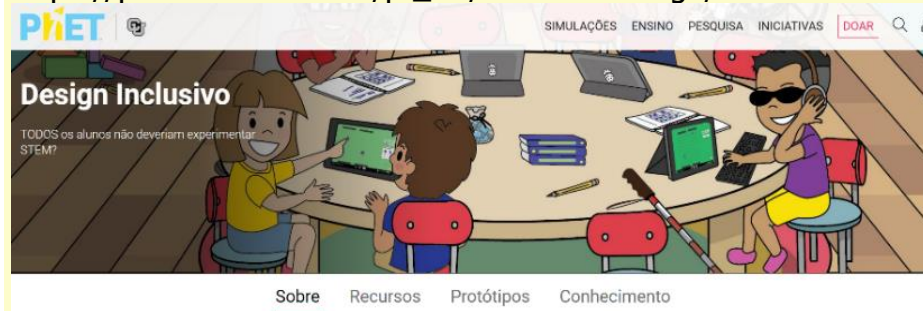 PhET
SIMULAÇÕES ENSINO PESQUISA INICIATIVAS DOAR
Design Inclusivo
TODOS os alunos não deveriam experimentar
STEM?
Sobre Recursos Protótipos Conhecimento